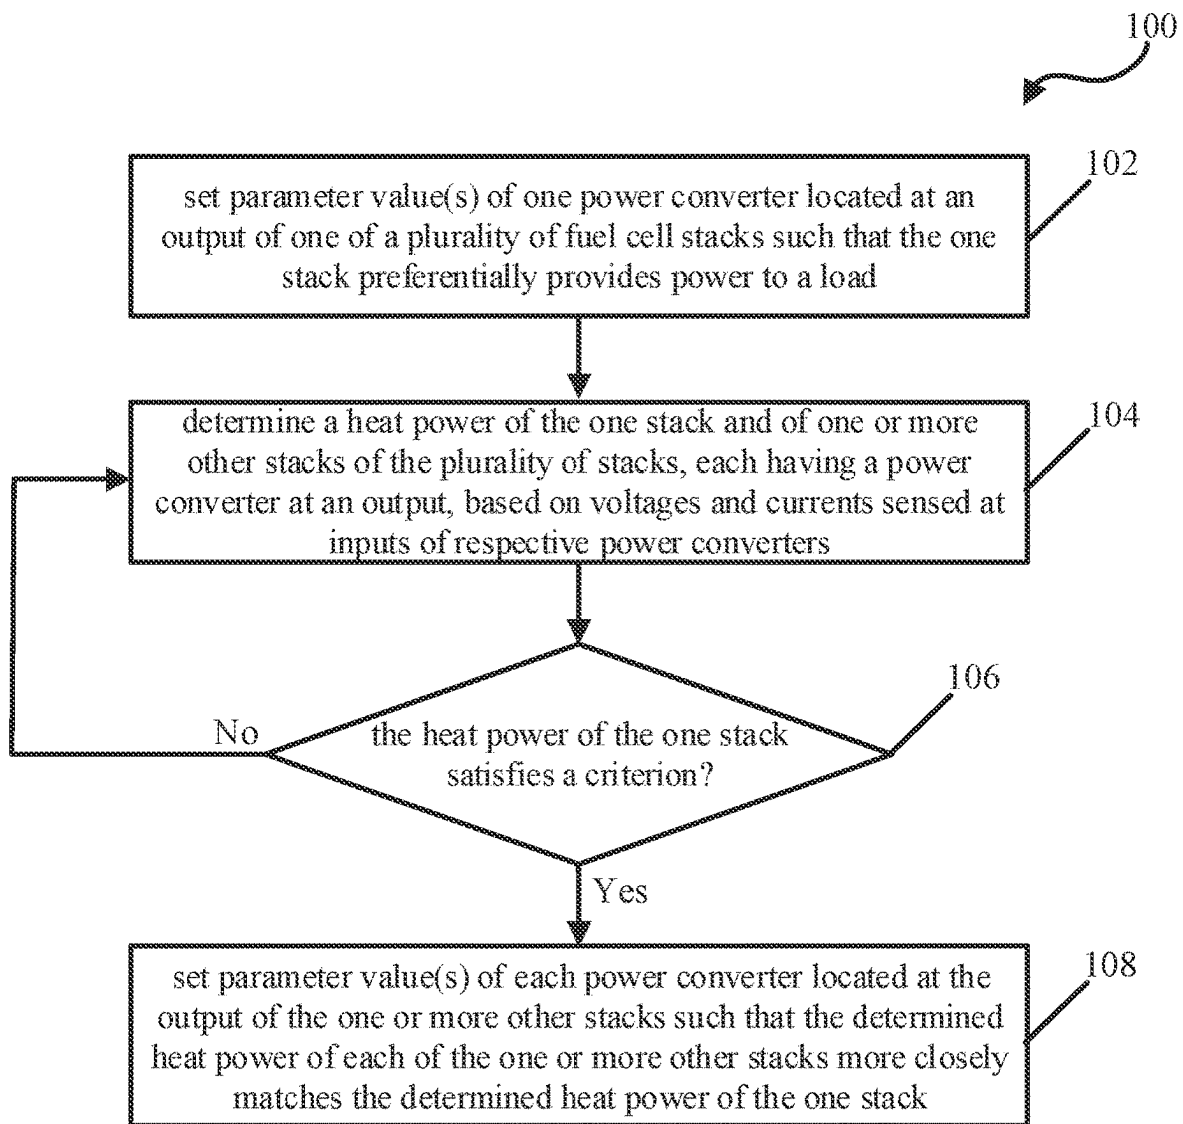 100
set parameter value(s) of one power converter located at an
output of one of a plurality of fuel cell stacks such that the one
stack preferentially provides power to a load
102
determine a heat power of the one stack and of one or more
other stacks of the plurality of stacks, each having a power
converter at an output, based on voltages and currents sensed at
inputs of respective power converters
104
the heat power of the one stack
satisfies a criterion?
106
No
Yes
set parameter value(s) of each power converter located at the
output of the one or more other stacks such that the determined
heat power of each of the one or more other stacks more closely
matches the determined heat power of the one stack
108